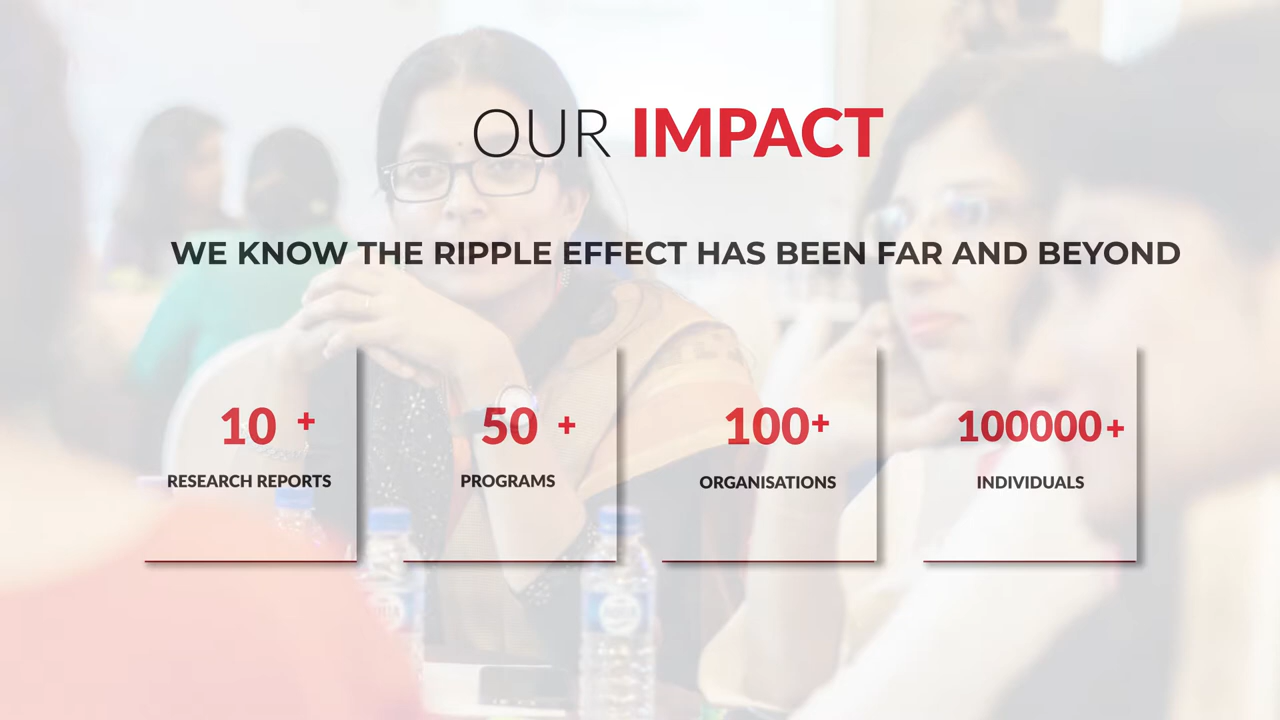 OUR IMPACT
WE KNOW THE RIPPLE EFFECT HAS BEEN FAR AND BEYOND
10 +
RESEARCH REPORTS
50 +
PROGRAMS
100+
ORGANISATIONS
100000+
INDIVIDUALS